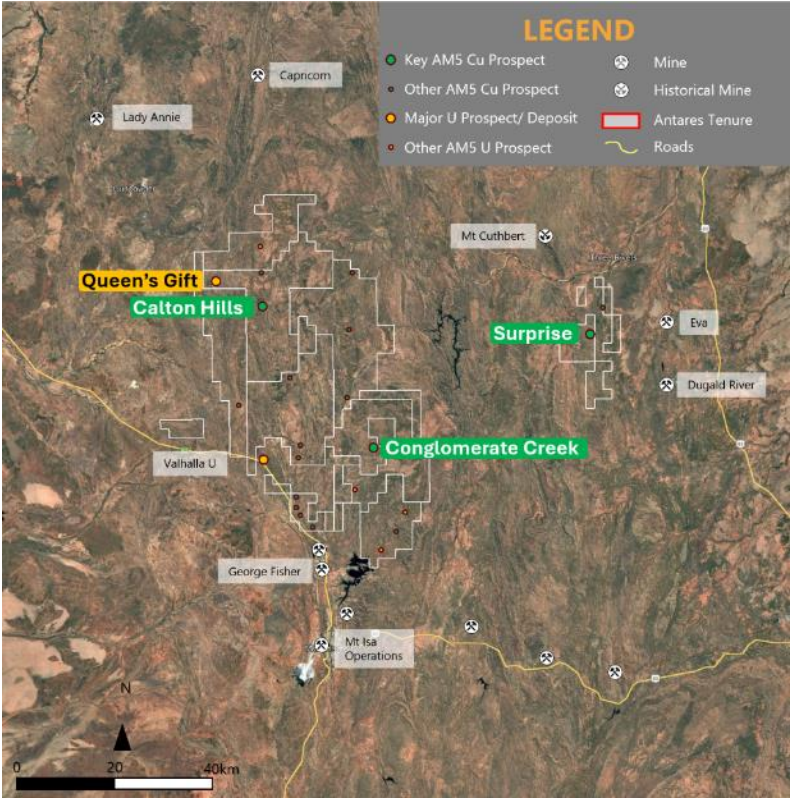 LEGEND
Key AM5 Cu Prospect
Mine
Other AM5 Cu Prospect
Historical Mine
Major U Prospect/ Deposit
Antares Tenure
Other AM5 U Prospect
Roads
Capricorn
Lady Annie
Mt Cuthbert
Queen's Gift
Calton Hills
Surprise
Eva
Dugald River
Conglomerate Creek
Valhalla U
George Fisher
Mt Isa
Operations
N
0
20
40km